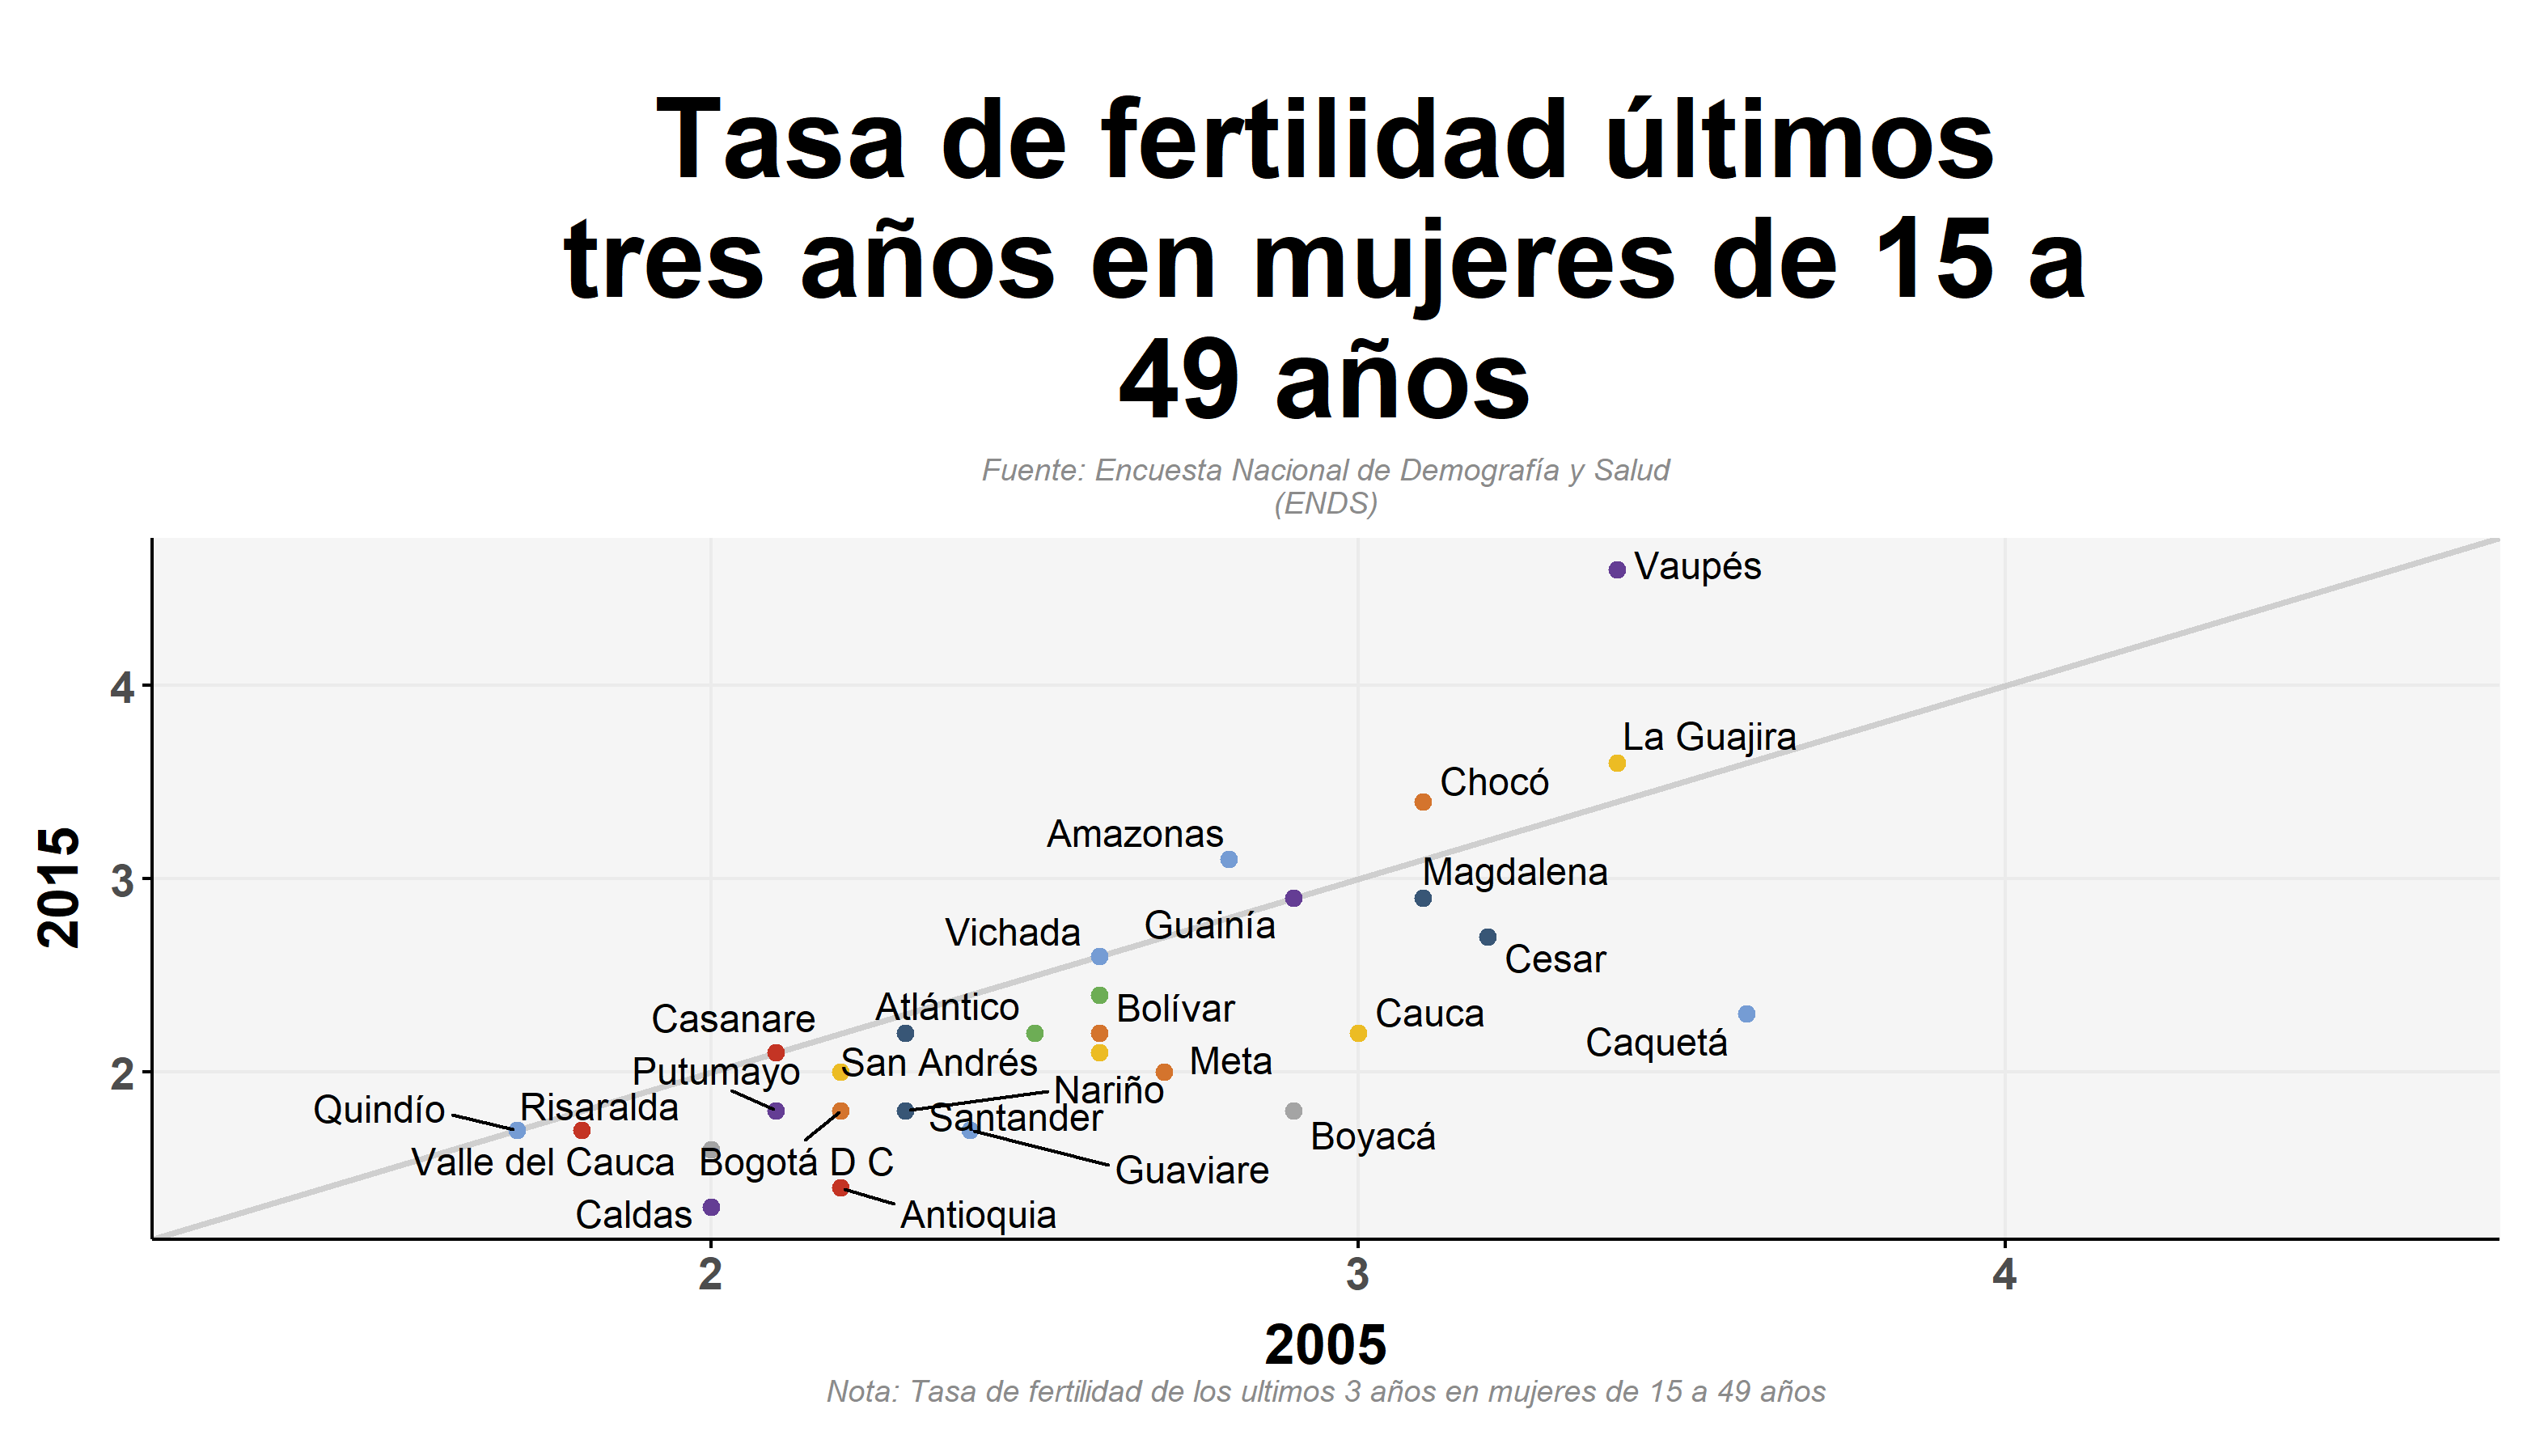 Tasa de fertilidad últimos
tres años en mujeres de 15 a
49 años
Fuente: Encuesta Nacional de Demografía y Salud
(ENDS)
Vaupés
4
La Guajira
Chocó
Amazonas
Magdalena
3
2015
Guainía
Vichada
Cesar
Atlántico
Bolívar
Cauca
Casanare
Caquetá
San Andrés
Meta
2
Putumayo
Nariño
Quindío
Risaralda
Santander
Boyacá
Valle del Cauca
Bogotá D C
Guaviare
Caldas
Antioquia
2
3
4
2005
Nota: Tasa de fertilidad de los ultimos 3 años en mujeres de 15 a 49 años